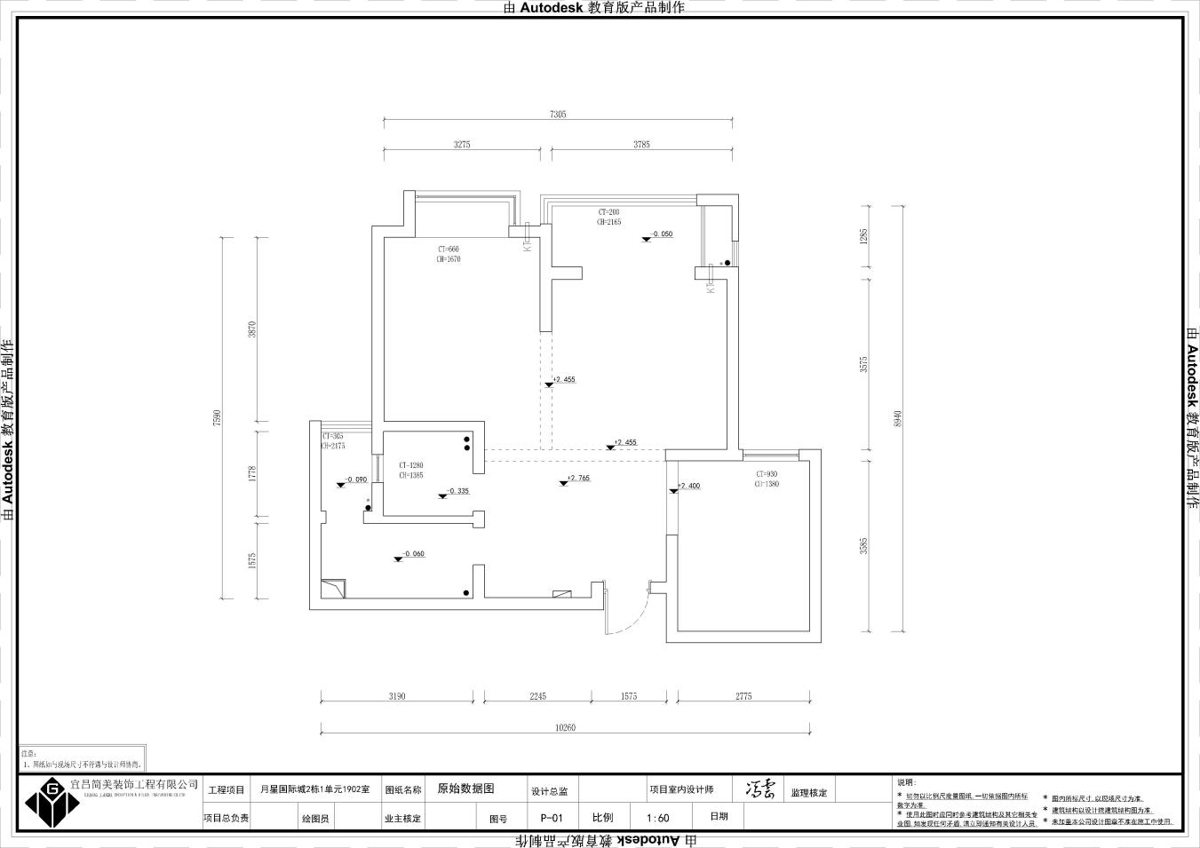 由 Autodesk 教育版产品制作
7305
3275
3785
CT=200
CH=2165
-0.050
KT
CT=660
CH=1670
KT
1285
3870
7590
+2.455
3575
8940
CT=305
CH=2175
+2.455
CT=1280
CH=1385
-0.090
-0.335
+2.765
+2.400
CT=930
CH=1380
1778
-0.060
1575
3585
3190
2245
1575
2775
10260
由 Autodesk 教育版产品制作
由 Autodesk 教育版产品制作
注意:
1、图纸如与现场尺寸不符请与设计师协商。
宜昌简美装饰工程有限公司
工程项目
月星国际城2栋1单元1902室
图纸名称
原始数据图
设计总监
项目室内设计师
监理核定
项目总负责
绘图员
业主核定
图号
P-01
比例
1:60
日期
说明:
* 切勿以比例尺度量图纸,一切依据图内所标
数字为准.
* 使用此图时应同时参考建筑结构及其它相关专
业图,如发现任何矛盾,请立即通知有关设计人员.
* 图内所标尺寸,以现场尺寸为准.
* 建筑结构以设计院建筑结构图为准.
* 未加盖本公司设计图章不准在施工中使用.
由 Autodesk 教育版产品制作